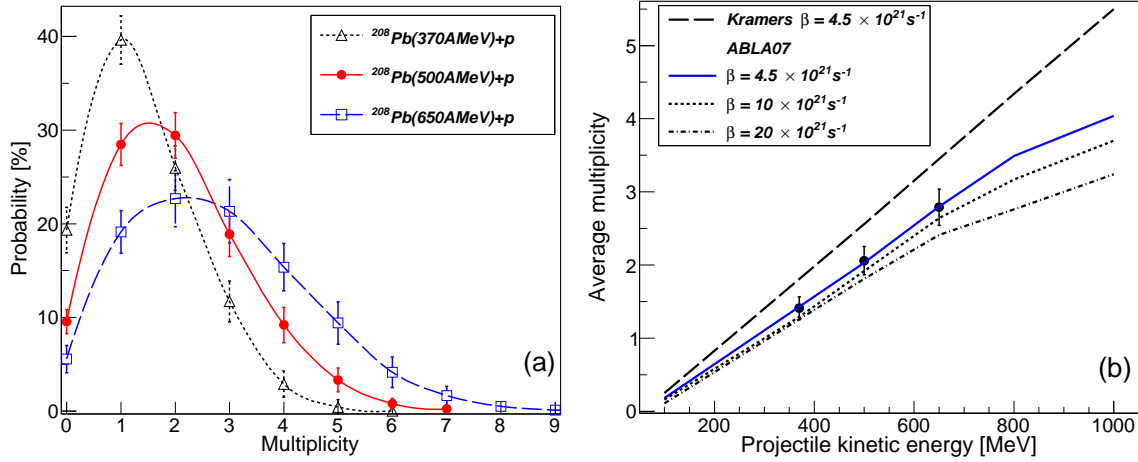 (a)
²⁰⁸Pb(370AMeV)+p
²⁰⁸Pb(500AMeV)+p
²⁰⁸Pb(650AMeV)+p
Probability [%]
40
30
20
10
0
0 1 2 3 4 5 6 7 8 9
Multiplicity
Kramers β = 4.5 × 10²¹s⁻¹
ABLA07
β = 4.5 × 10²¹s⁻¹
β = 10 × 10²¹s⁻¹
β = 20 × 10²¹s⁻¹
(b)
Average multiplicity
5
4
3
2
1
0
200 400 600 800 1000
Projectile kinetic energy [MeV]